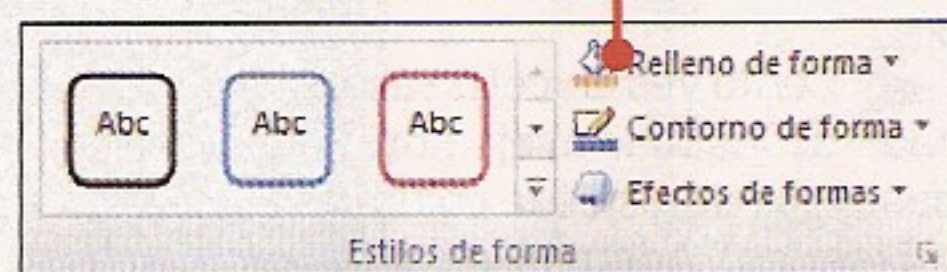 Abc Abc Abc
Relleno de forma
Contorno de forma
Efectos de formas
Estilos de forma